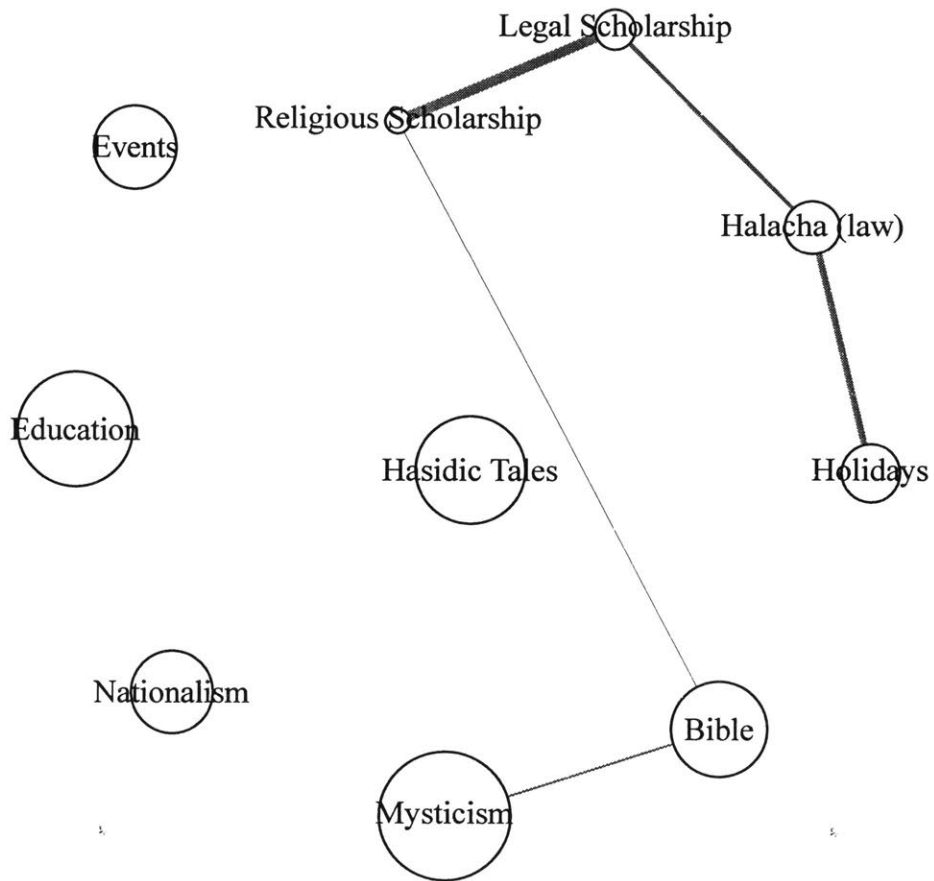 Legal Scholarship
Religious Scholarship
Events
Halacha (law)
Education
Hasidic Tales
Holidays
Nationalism
Bible
Mysticism